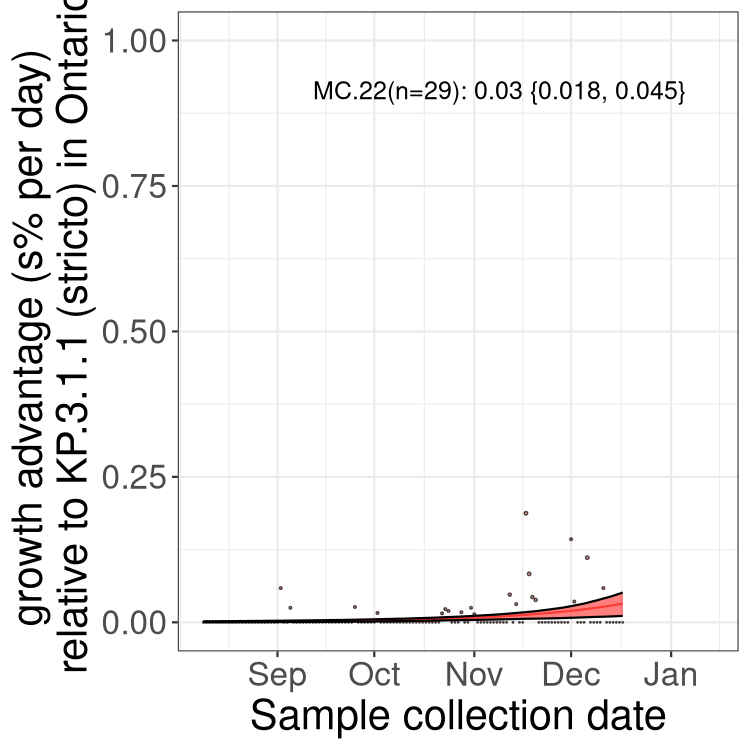 growth advantage (s% per day)
relative to KP.3.1.1 (stricto) in Ontario
1.00
0.75
0.50
0.25
0.00
MC.22(n=29): 0.03 {0.018, 0.045}
Sep
Oct
Nov
Dec
Jan
Sample collection date